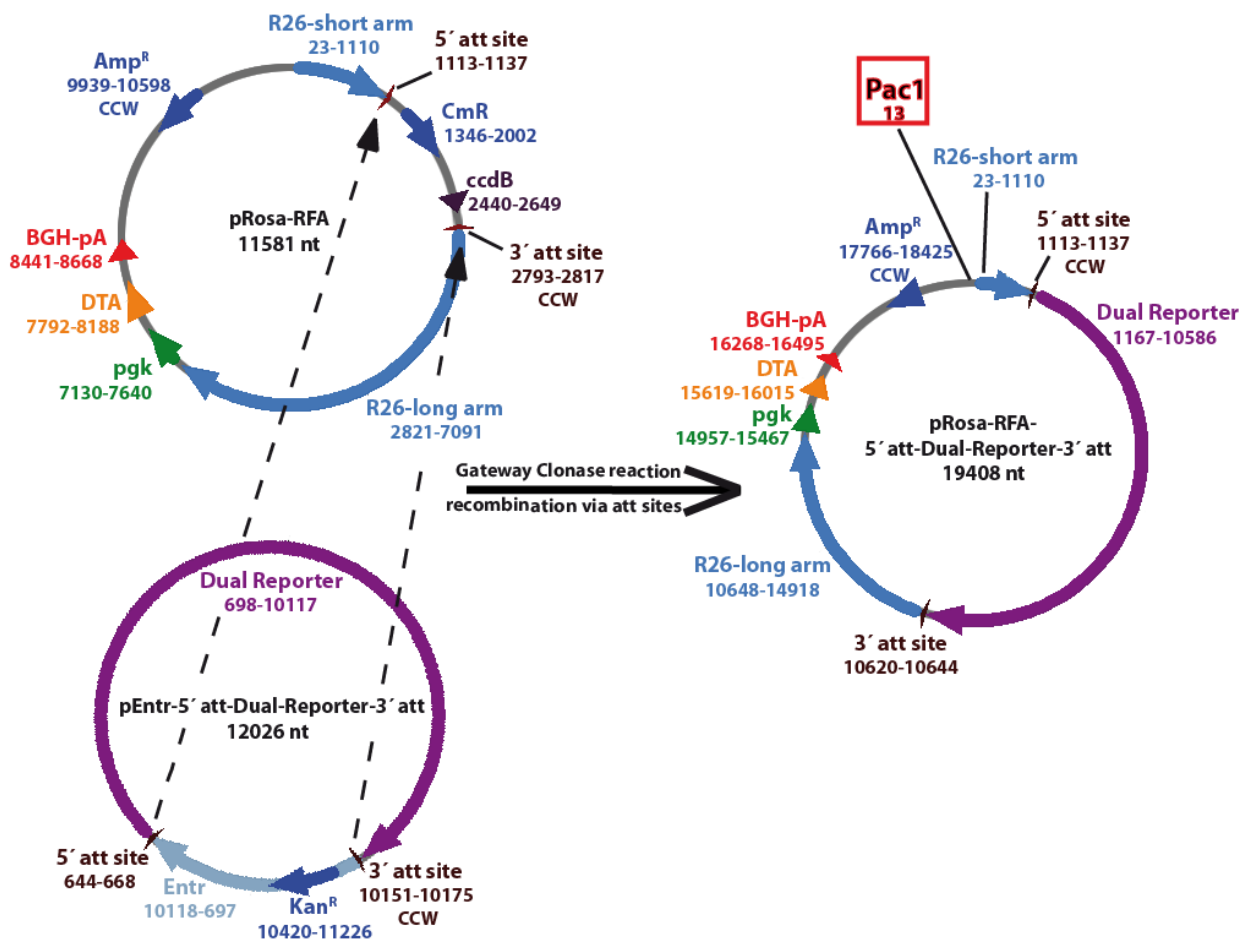 R26-short arm
23-1110
5´ att site
1113-1137
AmpR
9939-10598
CCW
CmR
1346-2002
ccdB
2440-2649
pRosa-RFA
11581 nt
3´ att site
2793-2817
CCW
BGH-pA
8441-8668
DTA
7792-8188
pgk
7130-7640
R26-long arm
2821-7091
Gateway Clonase reaction
recombination via att sites
Pac1
13
R26-short arm
23-1110
5´ att site
1113-1137
CCW
AmpR
17766-18425
CCW
Dual Reporter
1167-10586
BGH-pA
16268-16495
DTA
15619-16015
pgk
14957-15467
pRosa-RFA-
5´ att-Dual-Reporter-3´ att
19408 nt
R26-long arm
10648-14918
3´ att site
10620-10644
Dual Reporter
698-10117
pEntr-5´ att-Dual-Reporter-3´ att
12026 nt
5´ att site
644-668
Entr
10118-697
KanR
10420-11226
3´ att site
10151-10175
CCW